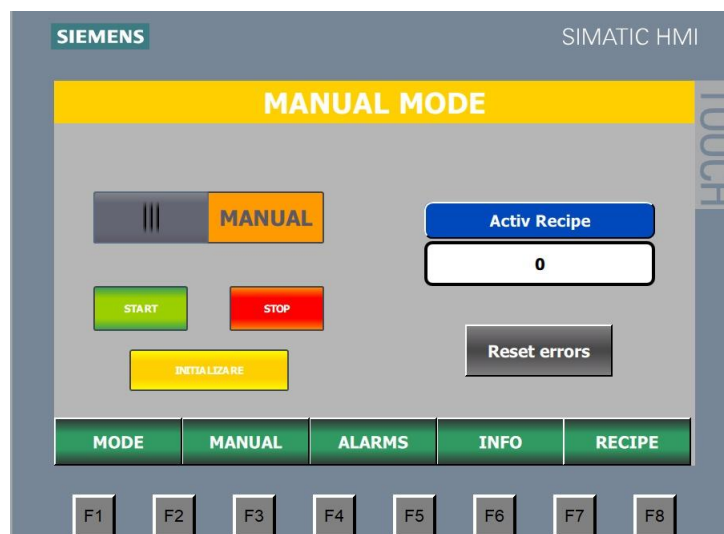 SIEMENS
SIMATIC HMI
TOUCH
MANUAL MODE
MANUAL
Activ Recipe
0
START
STOP
INITIALIZARE
Reset errors
MODE
MANUAL
ALARMS
INFO
RECIPE
F1
F2
F3
F4
F5
F6
F7
F8